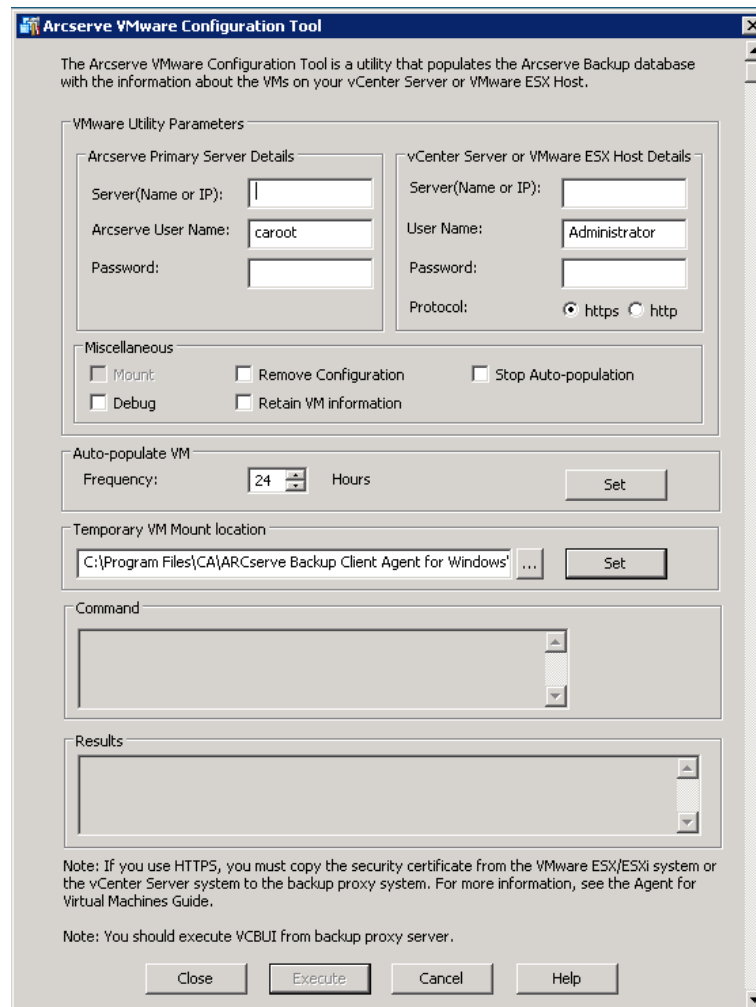 Arcserve VMware Configuration Tool
The Arcserve VMware Configuration Tool is a utility that populates the Arcserve Backup database
with the information about the VMs on your vCenter Server or VMware ESX Host.
VMware Utility Parameters
Arcserve Primary Server Details
Server(Name or IP):
Arcserve User Name: caroot
Password:
vCenter Server or VMware ESX Host Details
Server(Name or IP):
User Name: Administrator
Password:
Protocol: https http
Miscellaneous
Mount Remove Configuration Stop Auto-population
Debug Retain VM information
Auto-populate VM
Frequency: 24 Hours Set
Temporary VM Mount location
C:\Program Files\CA\ARCserve Backup Client Agent for Windows' ... Set
Command
Results
Note: If you use HTTPS, you must copy the security certificate from the VMware ESX/ESXi system or
the vCenter Server system to the backup proxy system. For more information, see the Agent for
Virtual Machines Guide.
Note: You should execute VCBUI from backup proxy server.
Close Execute Cancel Help